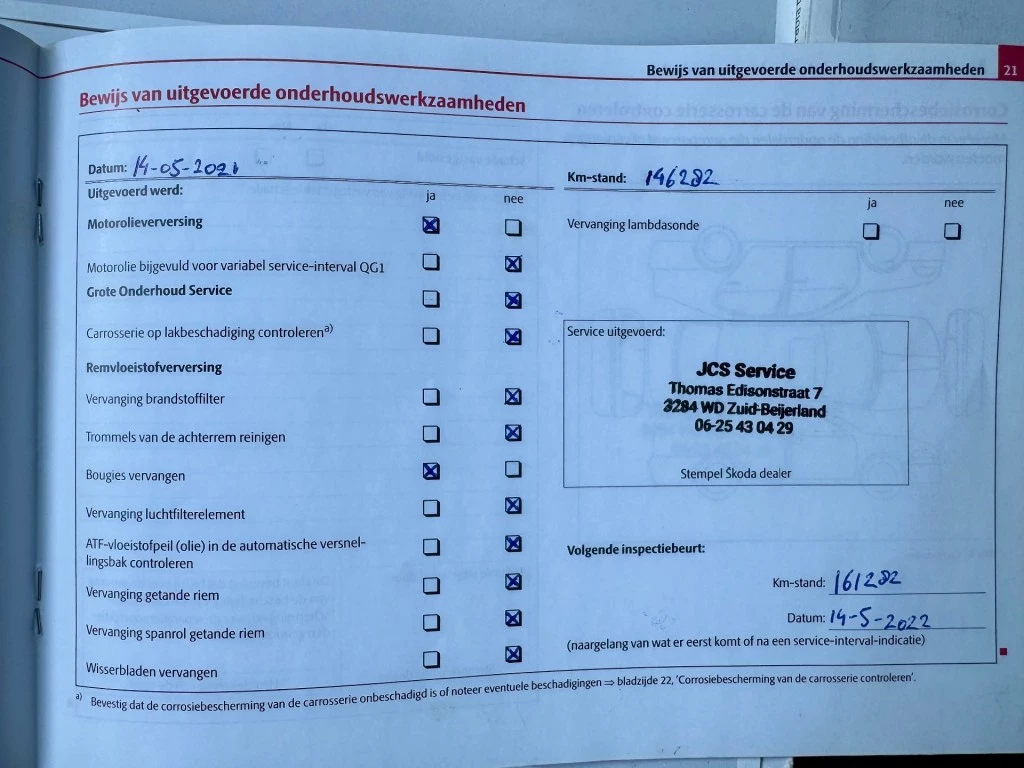 Bewijs van uitgevoerde onderhoudswerkzaamheden 21
Bewijs van uitgevoerde onderhoudswerkzaamheden
Datum: 14-05-2021
Km-stand: 146282
Uitgevoerd werd:
ja nee
ja nee
Motorolieverversing
Vervanging lambdasonde
Motorolie bijgevuld voor variabel service-interval QG1
Grote Onderhoud Service
Carrosserie op lakbeschadiging controleren a)
Remvloeistofverversing
Vervanging brandstoffilter
Trommels van de achterrem reinigen
Bougies vervangen
Vervanging luchtfilterelement
ATF-vloeistofpeil (olie) in de automatische versnel-
lingsbak controleren
Vervanging getande riem
Vervanging spanrol getande riem
Wisserbladen vervangen
Service uitgevoerd:
JCS Service
Thomas Edisonstraat 7
3284 WD Zuid-Beijerland
06-25 43 04 29
Stempel Škoda dealer
Volgende inspectiebeurt:
Km-stand: 161282
Datum: 14-5-2022
(naargelang van wat er eerst komt of na een service-interval-indicatie)
a) Bevestig dat de corrosiebescherming van de carrosserie onbeschadigd is of noteer eventuele beschadigingen ⇒ bladzijde 22, 'Corrosiebescherming van de carrosserie controleren'.